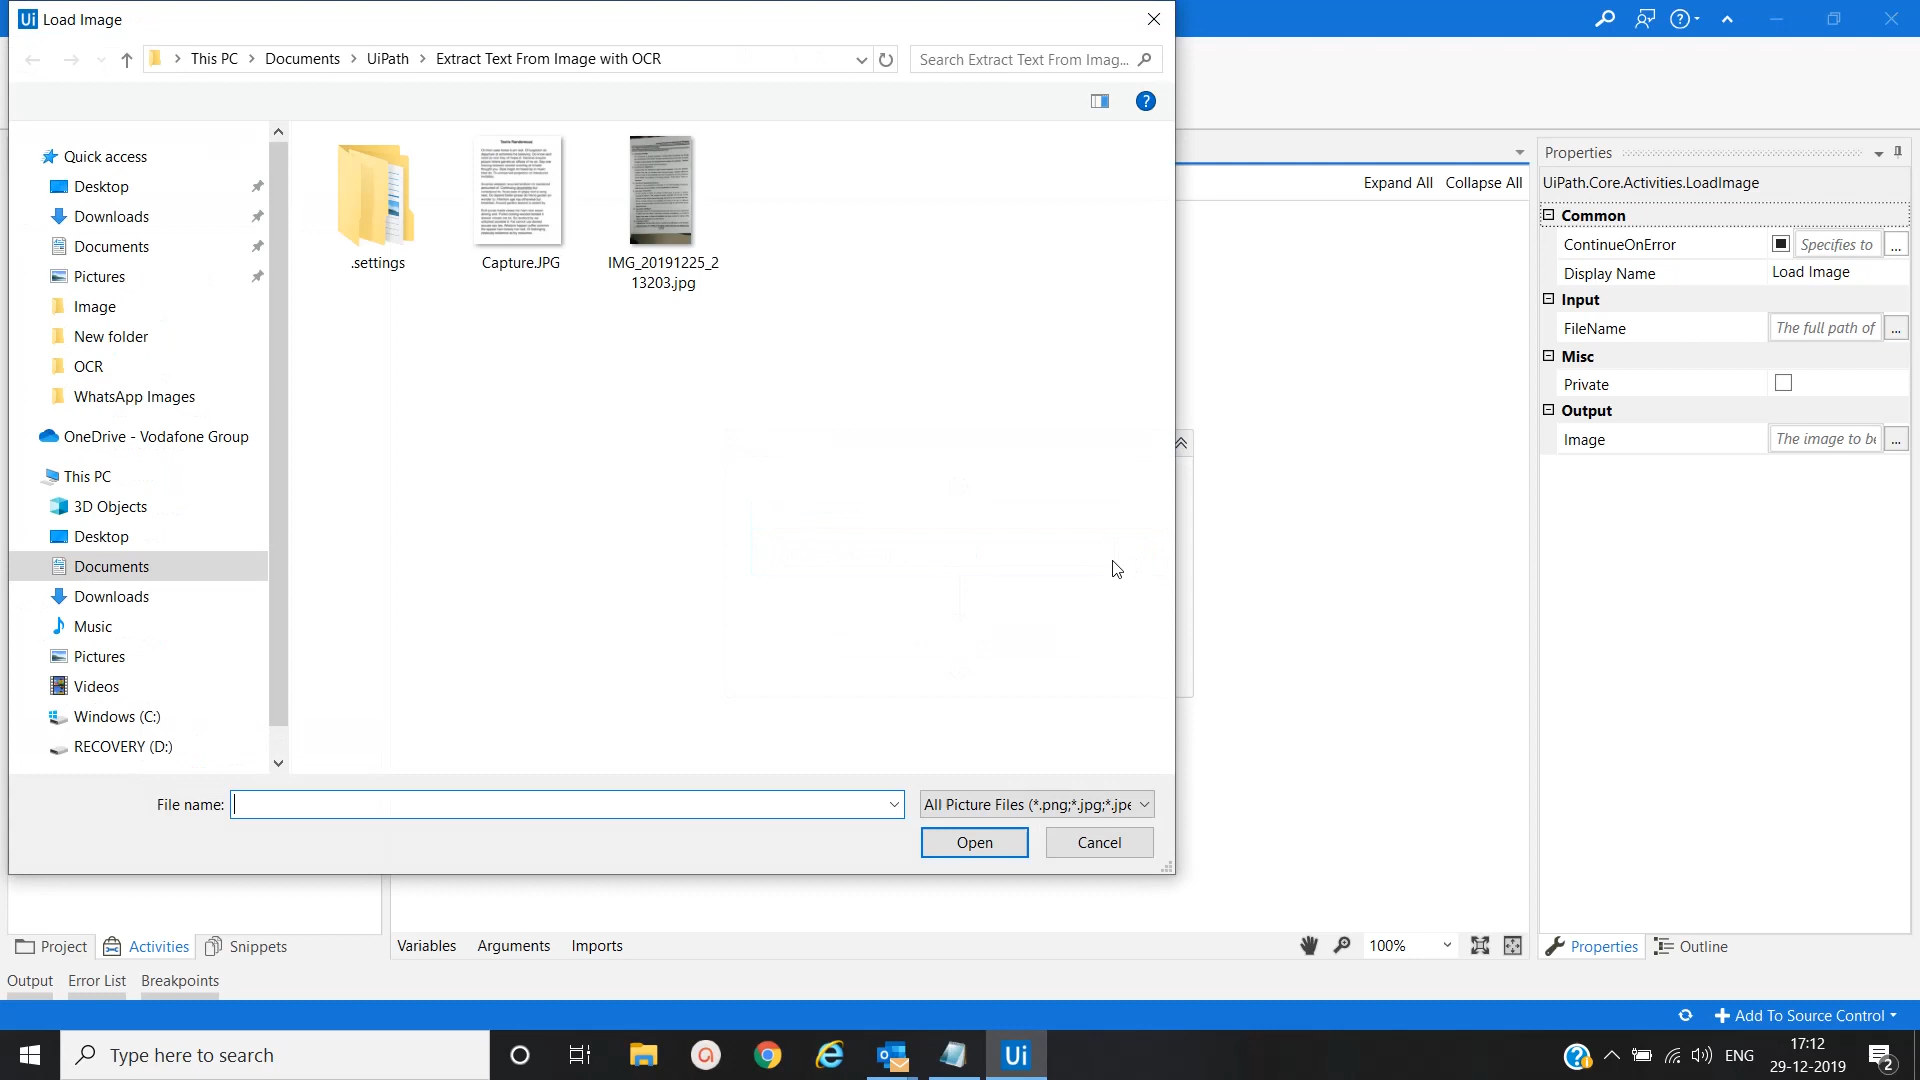 Ui Load Image
This PC > Documents > UiPath > Extract Text From Image with OCR
Search Extract Text From Imag...
Quick access
Desktop
Downloads
Documents
Pictures
Image
New folder
OCR
WhatsApp Images
OneDrive - Vodafone Group
This PC
3D Objects
Desktop
Documents
Downloads
Music
Pictures
Videos
Windows (C:)
RECOVERY (D:)
.settings
Capture.JPG
IMG_20191225_2
13203.jpg
File name:
All Picture Files (*.png;*.jpg;*.jpe
Open Cancel
Expand All Collapse All
Properties
UiPath.Core.Activities.LoadImage
Common
ContinueOnError Specifies to ...
Display Name Load Image
Input
FileName The full path of ...
Misc
Private
Output
Image The image to be ...
Project Activities Snippets
Variables Arguments Imports
100%
Properties Outline
Output Error List Breakpoints
Add To Source Control
Type here to search
Ui
ENG
17:12
29-12-2019
2